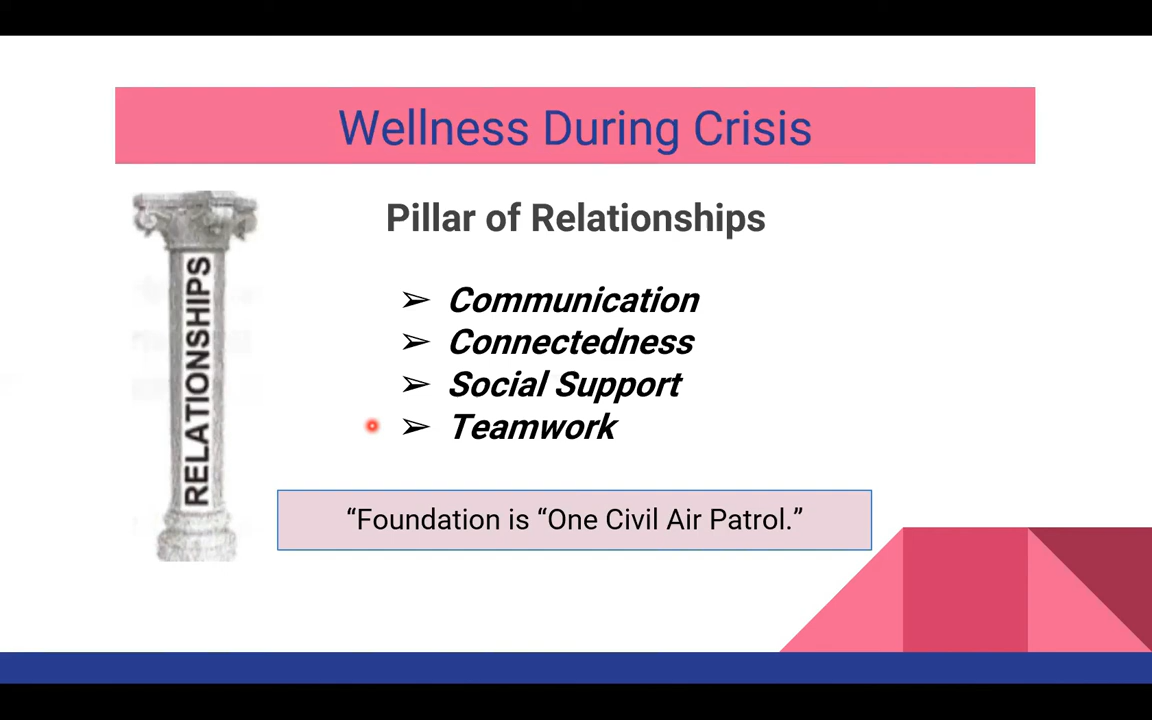 Wellness During Crisis
RELATIONSHIPS
Pillar of Relationships
➢ Communication
➢ Connectedness
➢ Social Support
➢ Teamwork
“Foundation is “One Civil Air Patrol.”